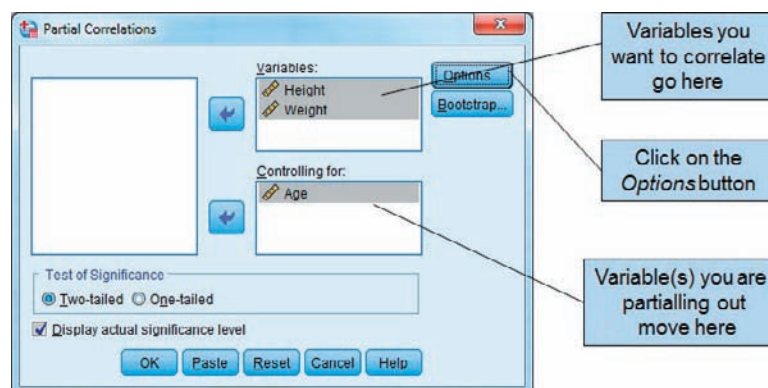 Partial Correlations
Variables:
Height
Weight
Options
Bootstrap...
Controlling for:
Age
Test of Significance
Two-tailed One-tailed
Display actual significance level
OK Paste Reset Cancel Help
Variables you
want to correlate
go here
Click on the
Options button
Variable(s) you are
partialling out
move here